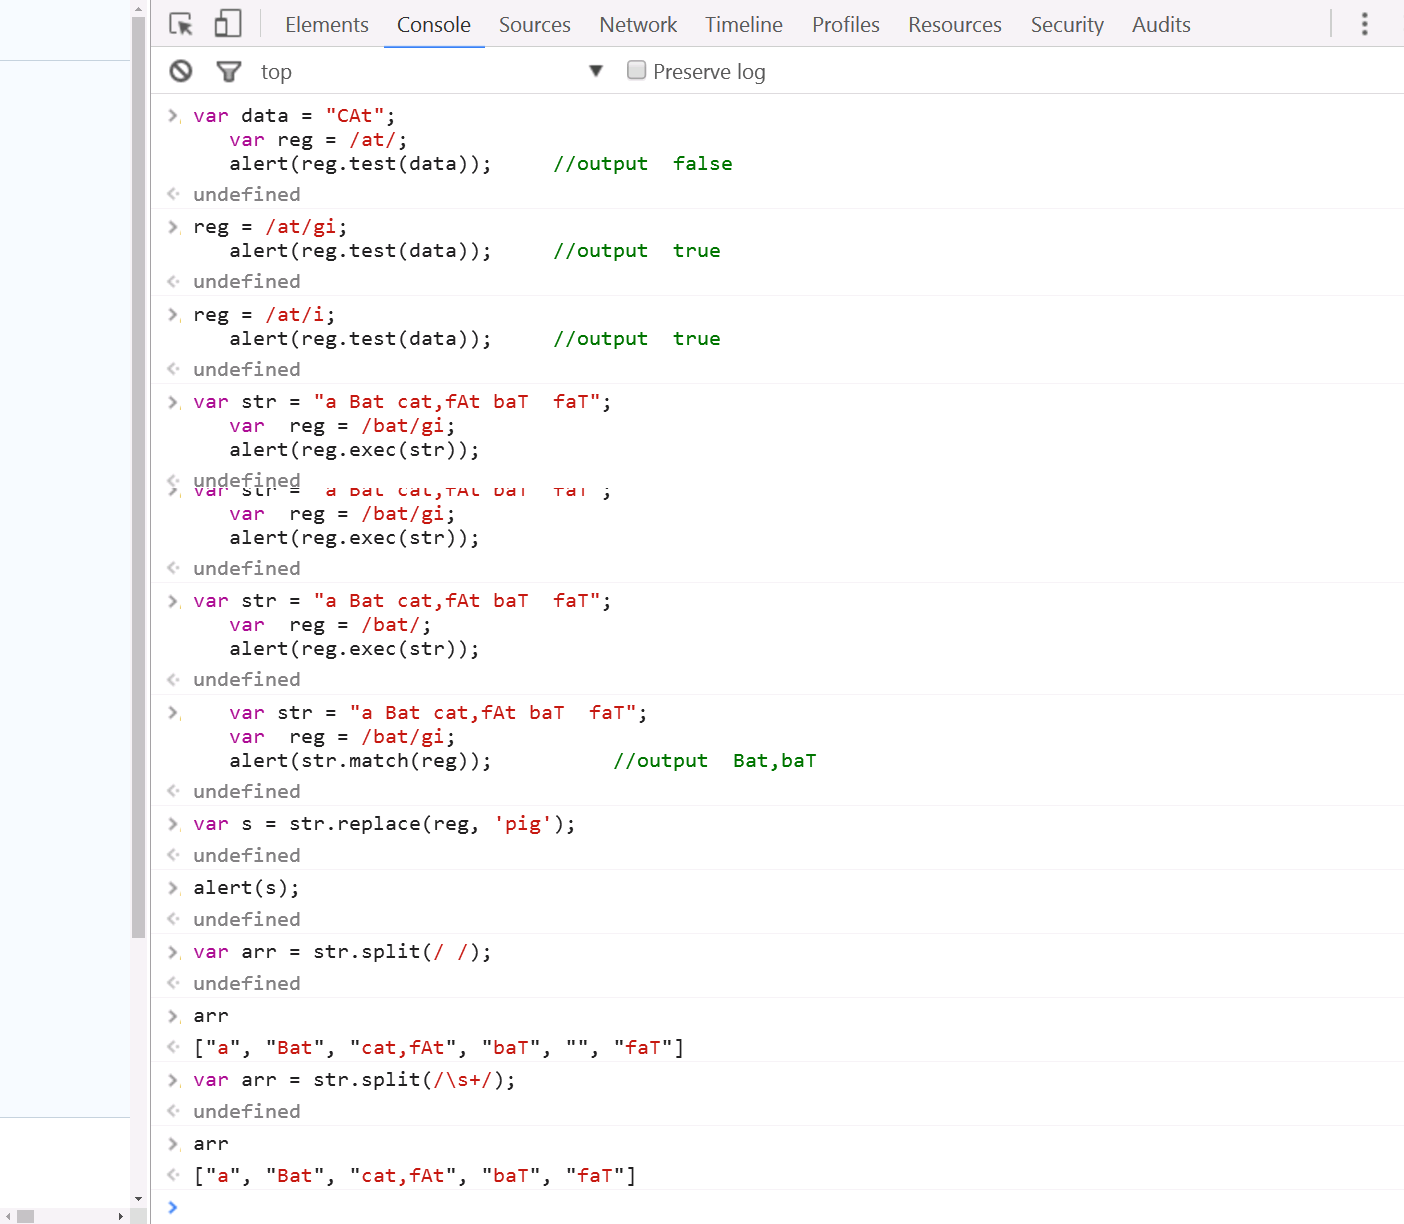 Elements Console Sources Network Timeline Profiles Resources Security Audits
top Preserve log
var data = "CAt";
var reg = /at/;
alert(reg.test(data)); //output false
undefined
reg = /at/gi;
alert(reg.test(data)); //output true
undefined
reg = /at/i;
alert(reg.test(data)); //output true
undefined
var str = "a Bat cat,fAt baT  faT";
var  reg = /bat/gi;
alert(reg.exec(str));
undefined
var str = "a Bat cat,fAt baT  faT";
var  reg = /bat/gi;
alert(reg.exec(str));
undefined
var str = "a Bat cat,fAt baT  faT";
var  reg = /bat/;
alert(reg.exec(str));
undefined
var str = "a Bat cat,fAt baT  faT";
var  reg = /bat/gi;
alert(str.match(reg)); //output  Bat,baT
undefined
var s = str.replace(reg, 'pig');
undefined
alert(s);
undefined
var arr = str.split(/ /);
undefined
arr
["a", "Bat", "cat,fAt", "baT", "", "faT"]
var arr = str.split(/\s+/);
undefined
arr
["a", "Bat", "cat,fAt", "baT", "faT"]